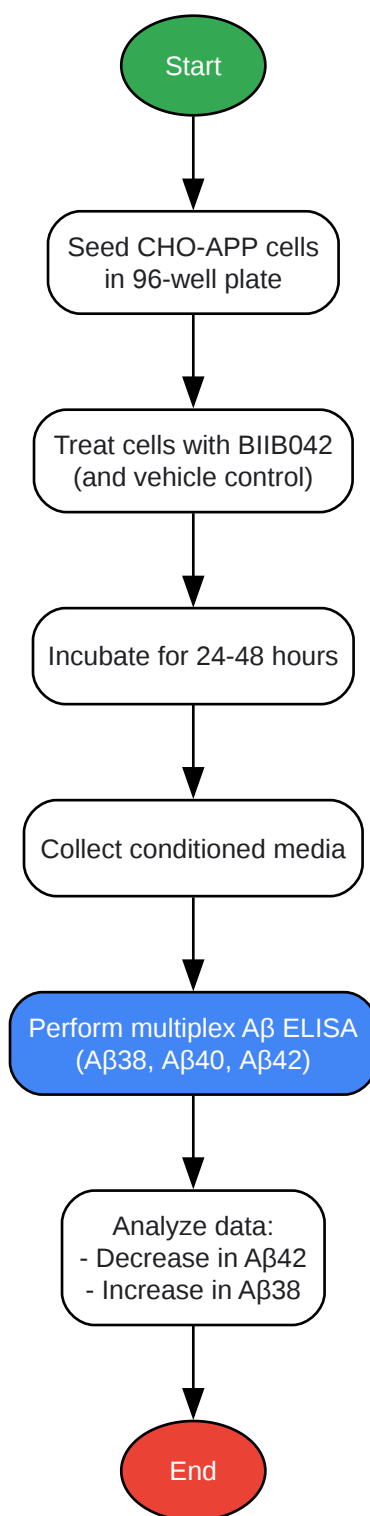 Start
Seed CHO-APP cells
in 96-well plate
Treat cells with BIIB042
(and vehicle control)
Incubate for 24-48 hours
Collect conditioned media
Perform multiplex Aβ ELISA
(Aβ38, Aβ40, Aβ42)
Analyze data:
- Decrease in Aβ42
- Increase in Aβ38
End